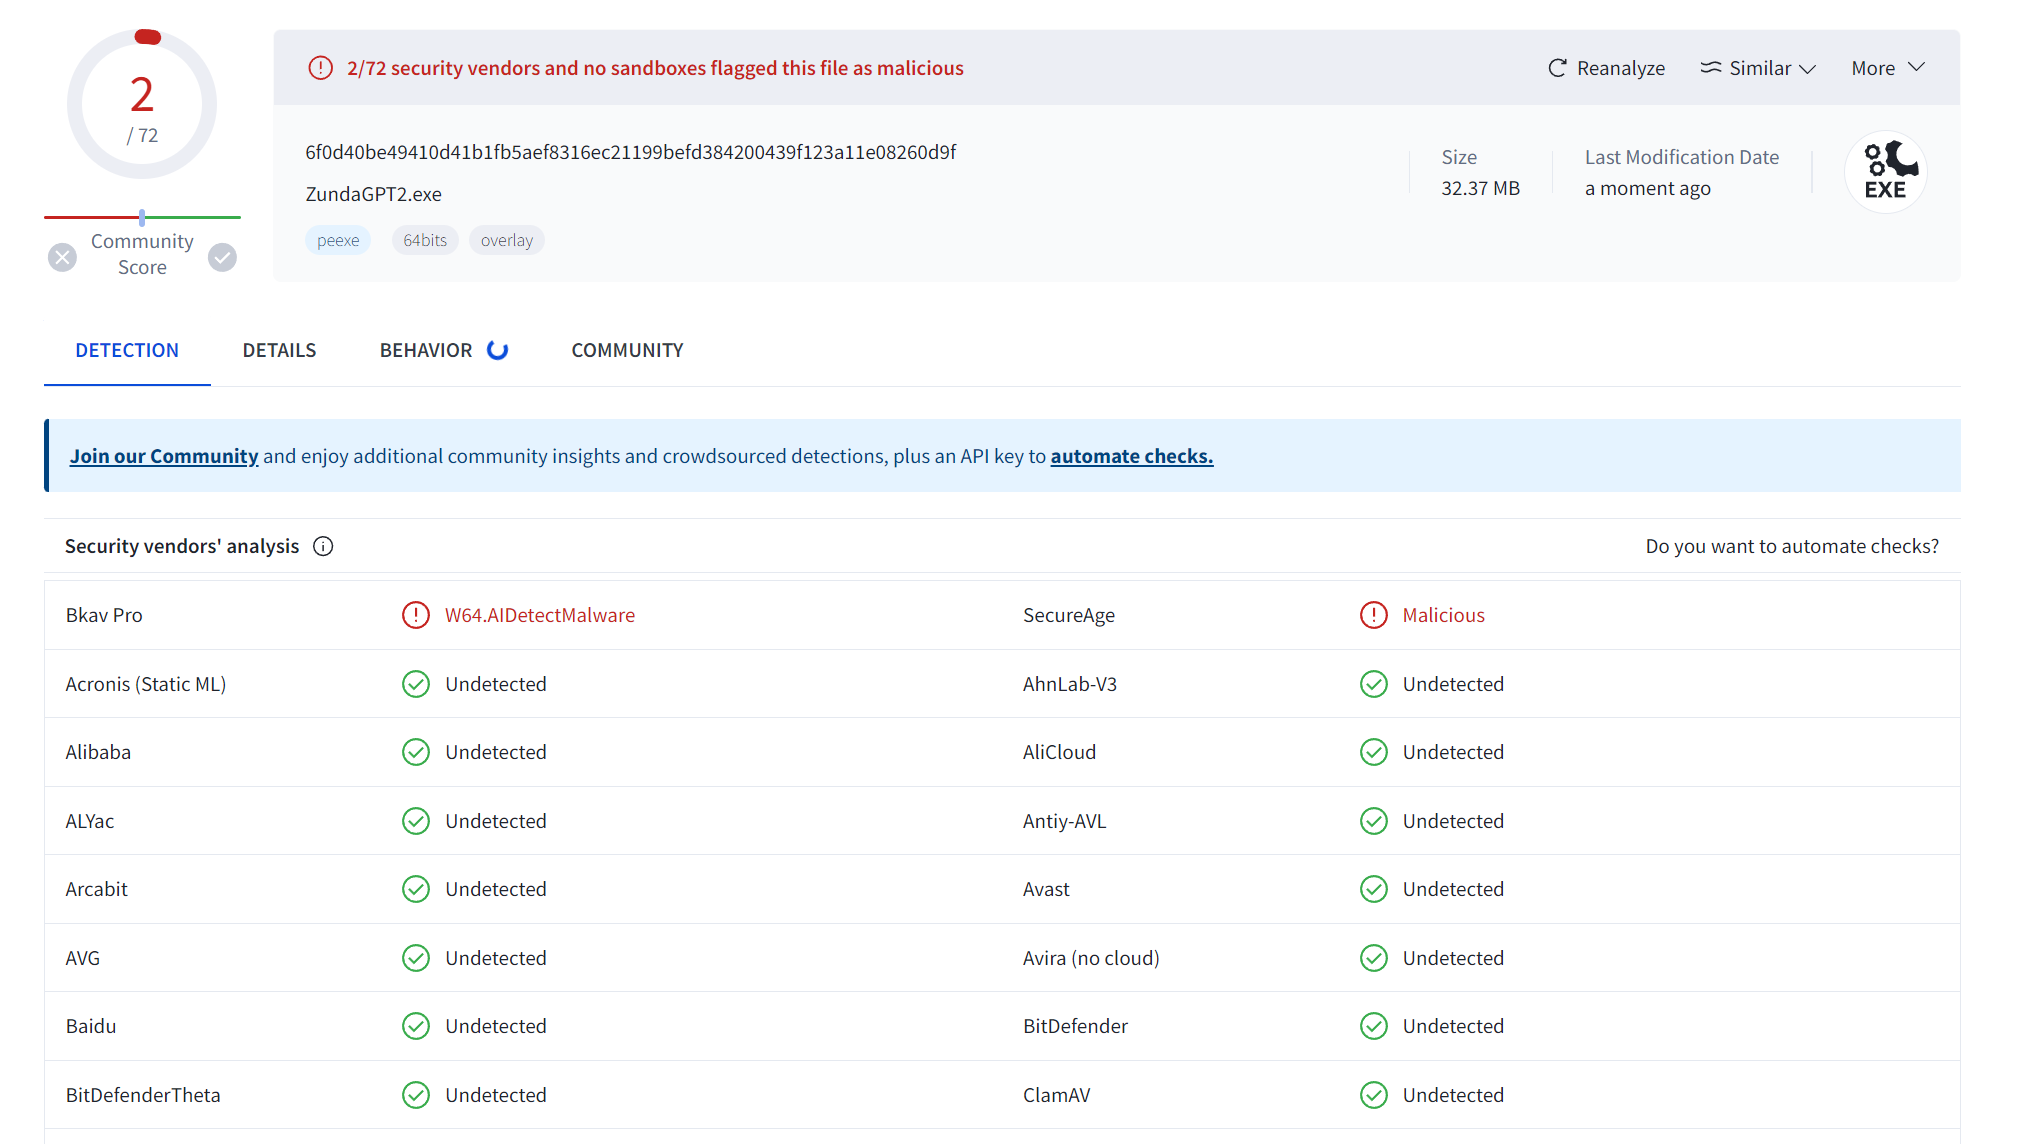 2
/ 72
Community
Score
2/72 security vendors and no sandboxes flagged this file as malicious
Reanalyze
Similar
More
6f0d40be49410d41b1fb5aef8316ec21199befd384200439f123a11e08260d9f
ZundaGPT2.exe
peexe
64bits
overlay
Size
32.37 MB
Last Modification Date
a moment ago
EXE
DETECTION
DETAILS
BEHAVIOR
COMMUNITY
Join our Community and enjoy additional community insights and crowdsourced detections, plus an API key to automate checks.
Security vendors' analysis
Do you want to automate checks?
Bkav Pro
W64.AIDetectMalware
SecureAge
Malicious
Acronis (Static ML)
Undetected
AhnLab-V3
Undetected
Alibaba
Undetected
AliCloud
Undetected
ALYac
Undetected
Antiy-AVL
Undetected
Arcabit
Undetected
Avast
Undetected
AVG
Undetected
Avira (no cloud)
Undetected
Baidu
Undetected
BitDefender
Undetected
BitDefenderTheta
Undetected
ClamAV
Undetected